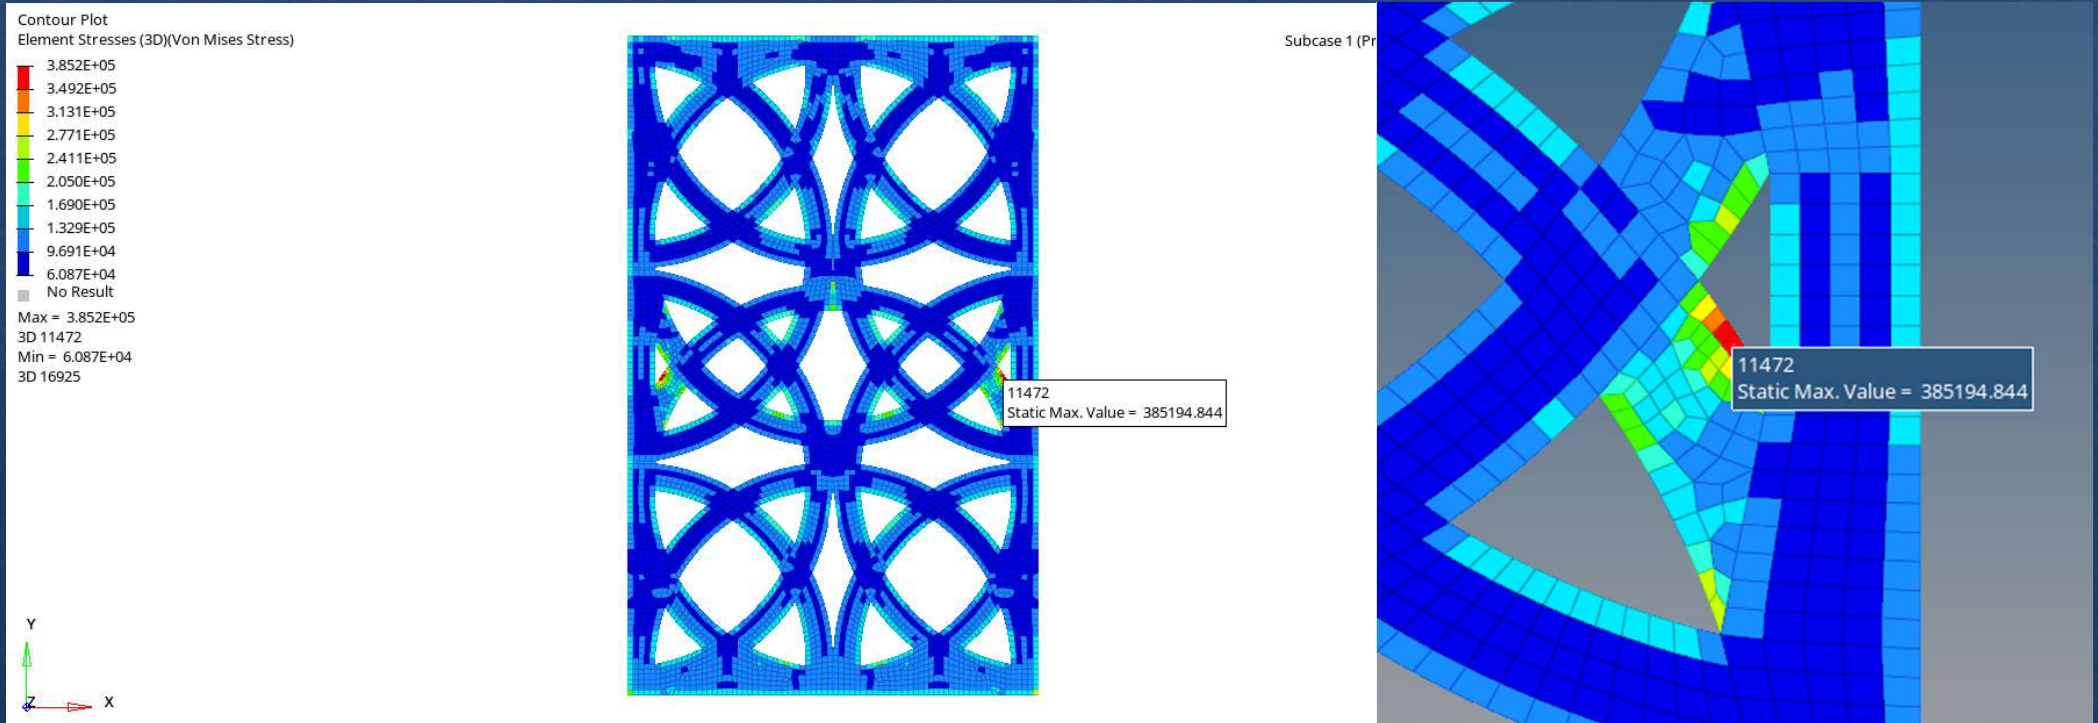 Contour Plot
Element Stresses (3D)(Von Mises Stress)
3.852E+05
3.492E+05
3.131E+05
2.771E+05
2.411E+05
2.050E+05
1.690E+05
1.329E+05
9.691E+04
6.087E+04
No Result
Max = 3.852E+05
3D 11472
Min = 6.087E+04
3D 16925
Subcase 1 (Pr
11472
Static Max. Value = 385194.844
11472
Static Max. Value = 385194.844
Y
Z
X